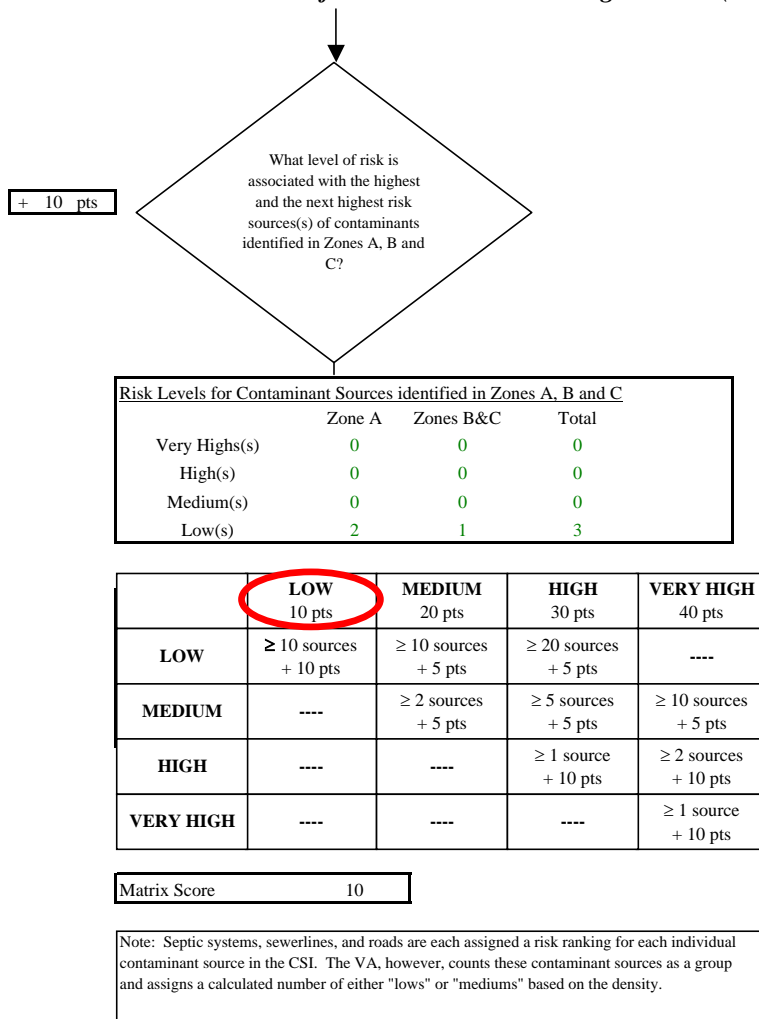 What level of risk is
associated with the highest
and the next highest risk
sources(s) of contaminants
identified in Zones A, B and
C?
+ 10 pts
Risk Levels for Contaminant Sources identified in Zones A, B and C
Zone A Zones B&C Total
Very Highs(s) 0 0 0
High(s) 0 0 0
Medium(s) 0 0 0
Low(s) 2 1 3
LOW MEDIUM HIGH VERY HIGH
10 pts 20 pts 30 pts 40 pts
LOW ≥ 10 sources ≥ 10 sources ≥ 20 sources ----
+ 10 pts + 5 pts + 5 pts
MEDIUM ---- ≥ 2 sources ≥ 5 sources ≥ 10 sources
+ 5 pts + 5 pts + 5 pts
HIGH ---- ---- ≥ 1 source ≥ 2 sources
+ 10 pts + 10 pts
VERY HIGH ---- ---- ---- ≥ 1 source
+ 10 pts
Matrix Score 10
Note: Septic systems, sewerlines, and roads are each assigned a risk ranking for each individual
contaminant source in the CSI. The VA, however, counts these contaminant sources as a group
and assigns a calculated number of either "lows" or "mediums" based on the density.